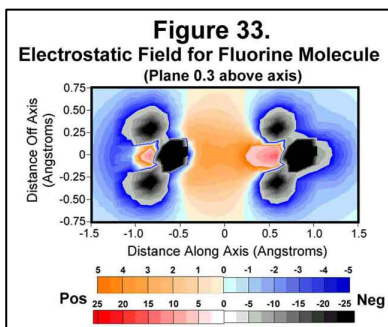 Figure 33.
Electrostatic Field for Fluorine Molecule
(Plane 0.3 above axis)
Distance Off Axis
(Angstroms)
0.75
0.50
0.25
0
-0.25
-0.50
-0.75
-1.5 -1.0 -0.5 0 0.5 1.0 1.5
Distance Along Axis (Angstroms)
5 4 3 2 1 0 -1 -2 -3 -4 -5
Pos Neg
25 20 15 10 5 0 -5 -10 -15 -20 -25